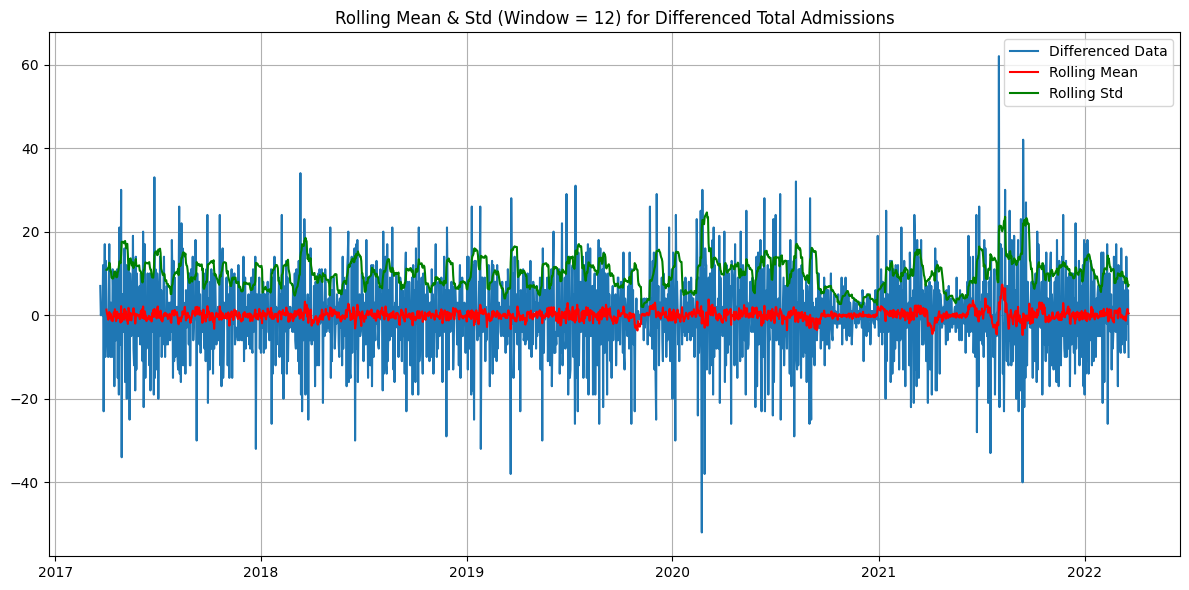 Rolling Mean & Std (Window = 12) for Differenced Total Admissions
Differenced Data
Rolling Mean
Rolling Std
60
40
20
0
−20
−40
2017 2018 2019 2020 2021 2022